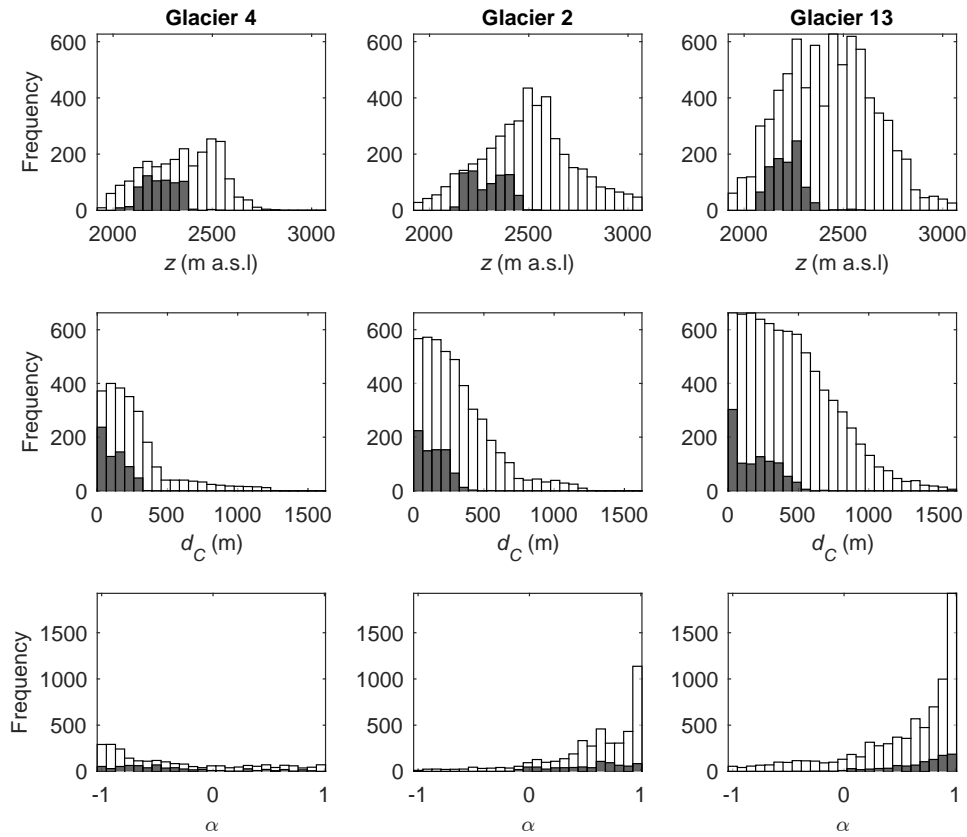 Glacier 4 Glacier 2 Glacier 13
600 600 600
400 400 400
200 200 200
0 0 0
Frequency
2000 2500 3000 2000 2500 3000 2000 2500 3000
z (m a.s.l) z (m a.s.l) z (m a.s.l)
600 600 600
400 400 400
200 200 200
0 0 0
Frequency
0 500 1000 1500 0 500 1000 1500 0 500 1000 1500
d_C (m) d_C (m) d_C (m)
1500 1500 1500
1000 1000 1000
500 500 500
0 0 0
Frequency
-1 0 1 -1 0 1 -1 0 1
α α α